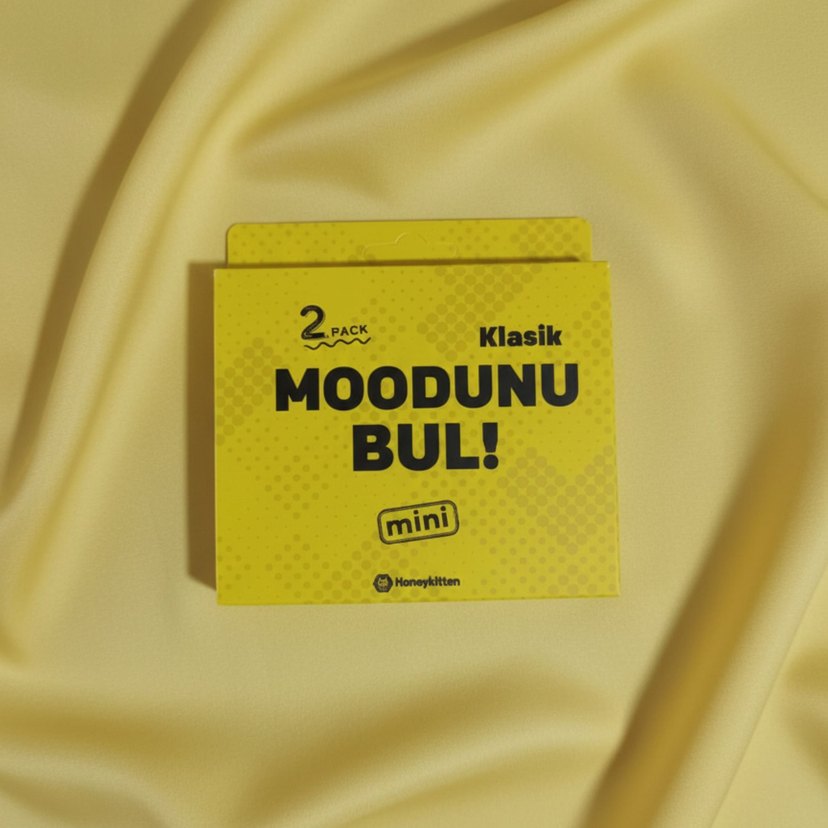 2. PACK
Klasik
MOODUNU
BUL!
mini
Honeykitten